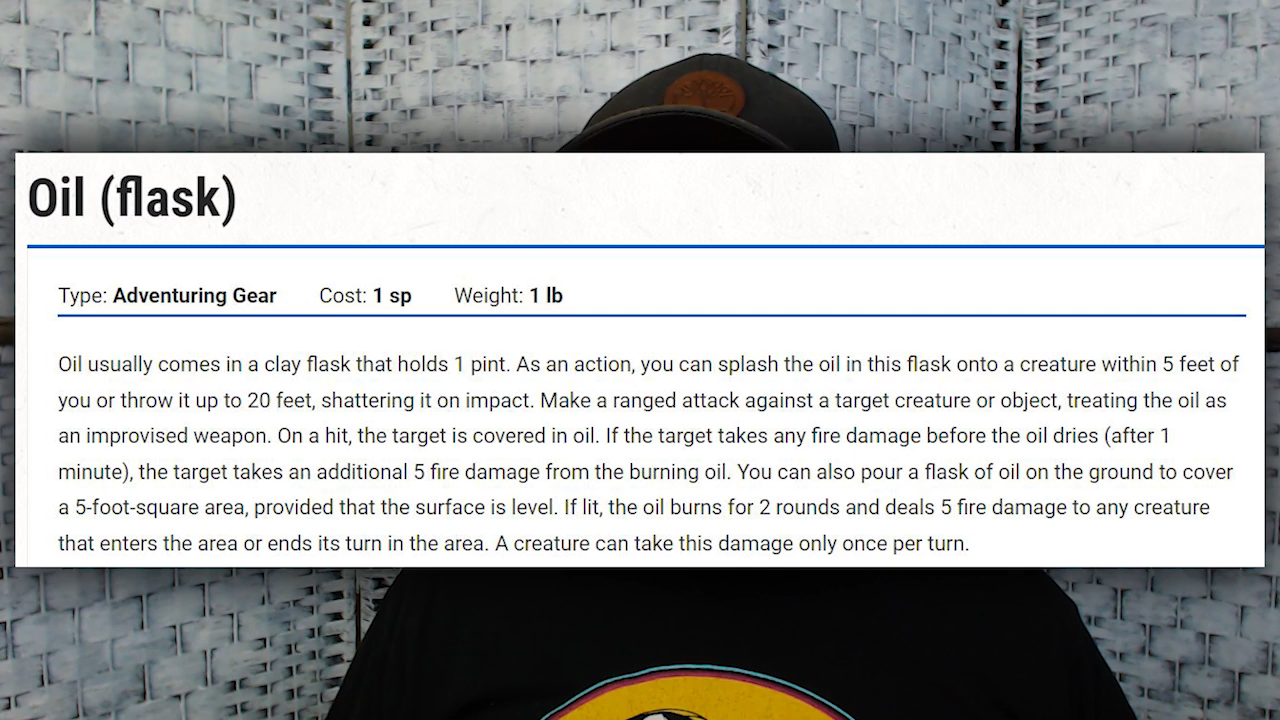 Oil (flask)
Type: Adventuring Gear Cost: 1 sp Weight: 1 lb
Oil usually comes in a clay flask that holds 1 pint. As an action, you can splash the oil in this flask onto a creature within 5 feet of
you or throw it up to 20 feet, shattering it on impact. Make a ranged attack against a target creature or object, treating the oil as
an improvised weapon. On a hit, the target is covered in oil. If the target takes any fire damage before the oil dries (after 1
minute), the target takes an additional 5 fire damage from the burning oil. You can also pour a flask of oil on the ground to cover
a 5-foot-square area, provided that the surface is level. If lit, the oil burns for 2 rounds and deals 5 fire damage to any creature
that enters the area or ends its turn in the area. A creature can take this damage only once per turn.